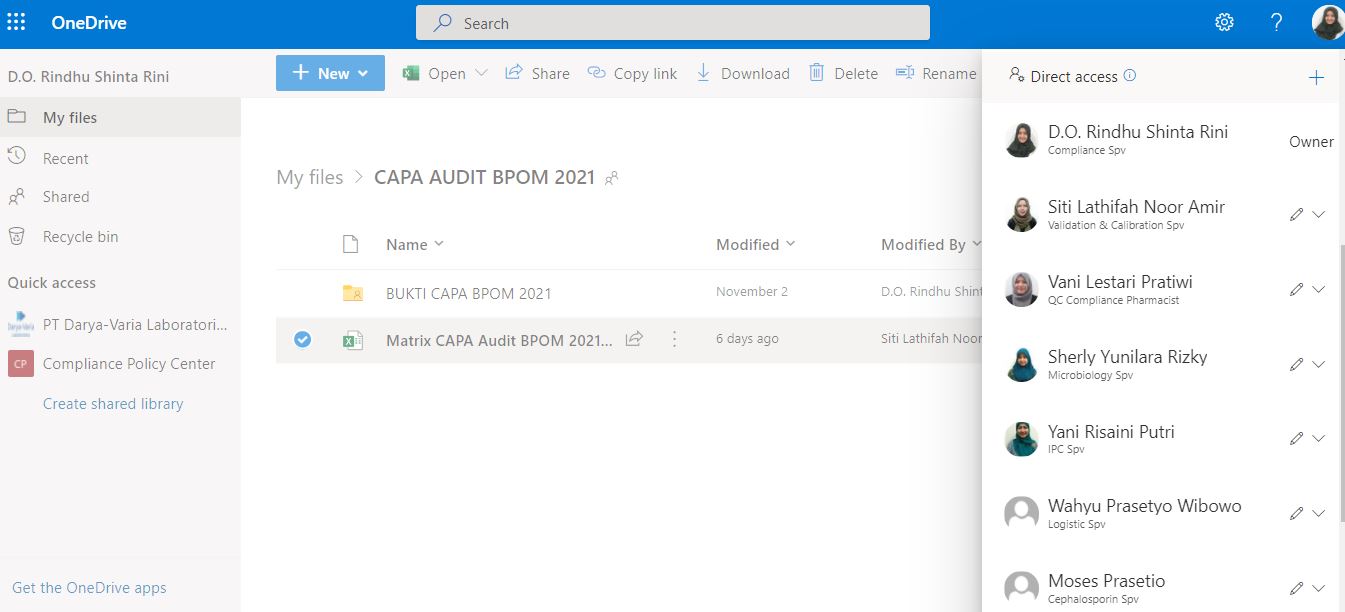 OneDrive
Search
D.O. Rindhu Shinta Rini
My files
Recent
Shared
Recycle bin
Quick access
PT Darya-Varia Laboratori...
CP Compliance Policy Center
Create shared library
Get the OneDrive apps
New Open Share Copy link Download Delete Rename
My files > CAPA AUDIT BPOM 2021
Name Modified Modified By
BUKTI CAPA BPOM 2021 November 2 D.O. Rindhu Shint
Matrix CAPA Audit BPOM 2021... 6 days ago Siti Lathifah Noor
Direct access
D.O. Rindhu Shinta Rini
Compliance Spv
Owner
Siti Lathifah Noor Amir
Validation & Calibration Spv
Vani Lestari Pratiwi
QC Compliance Pharmacist
Sherly Yunilara Rizky
Microbiology Spv
Yani Risaini Putri
IPC Spv
Wahyu Prasetyo Wibowo
Logistic Spv
Moses Prasetio
Cephalosporin Spv